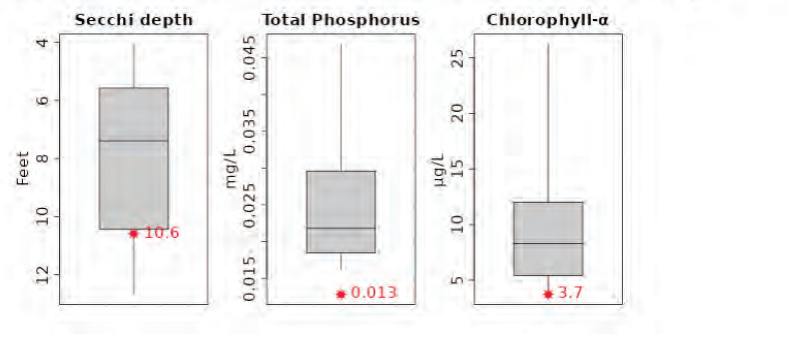 Secchi depth
Feet
4
6
8
10
12
10.6
Total Phosphorus
mg/L
0.045
0.035
0.025
0.015
0.013
Chlorophyll-α
µg/L
25
20
15
10
5
3.7